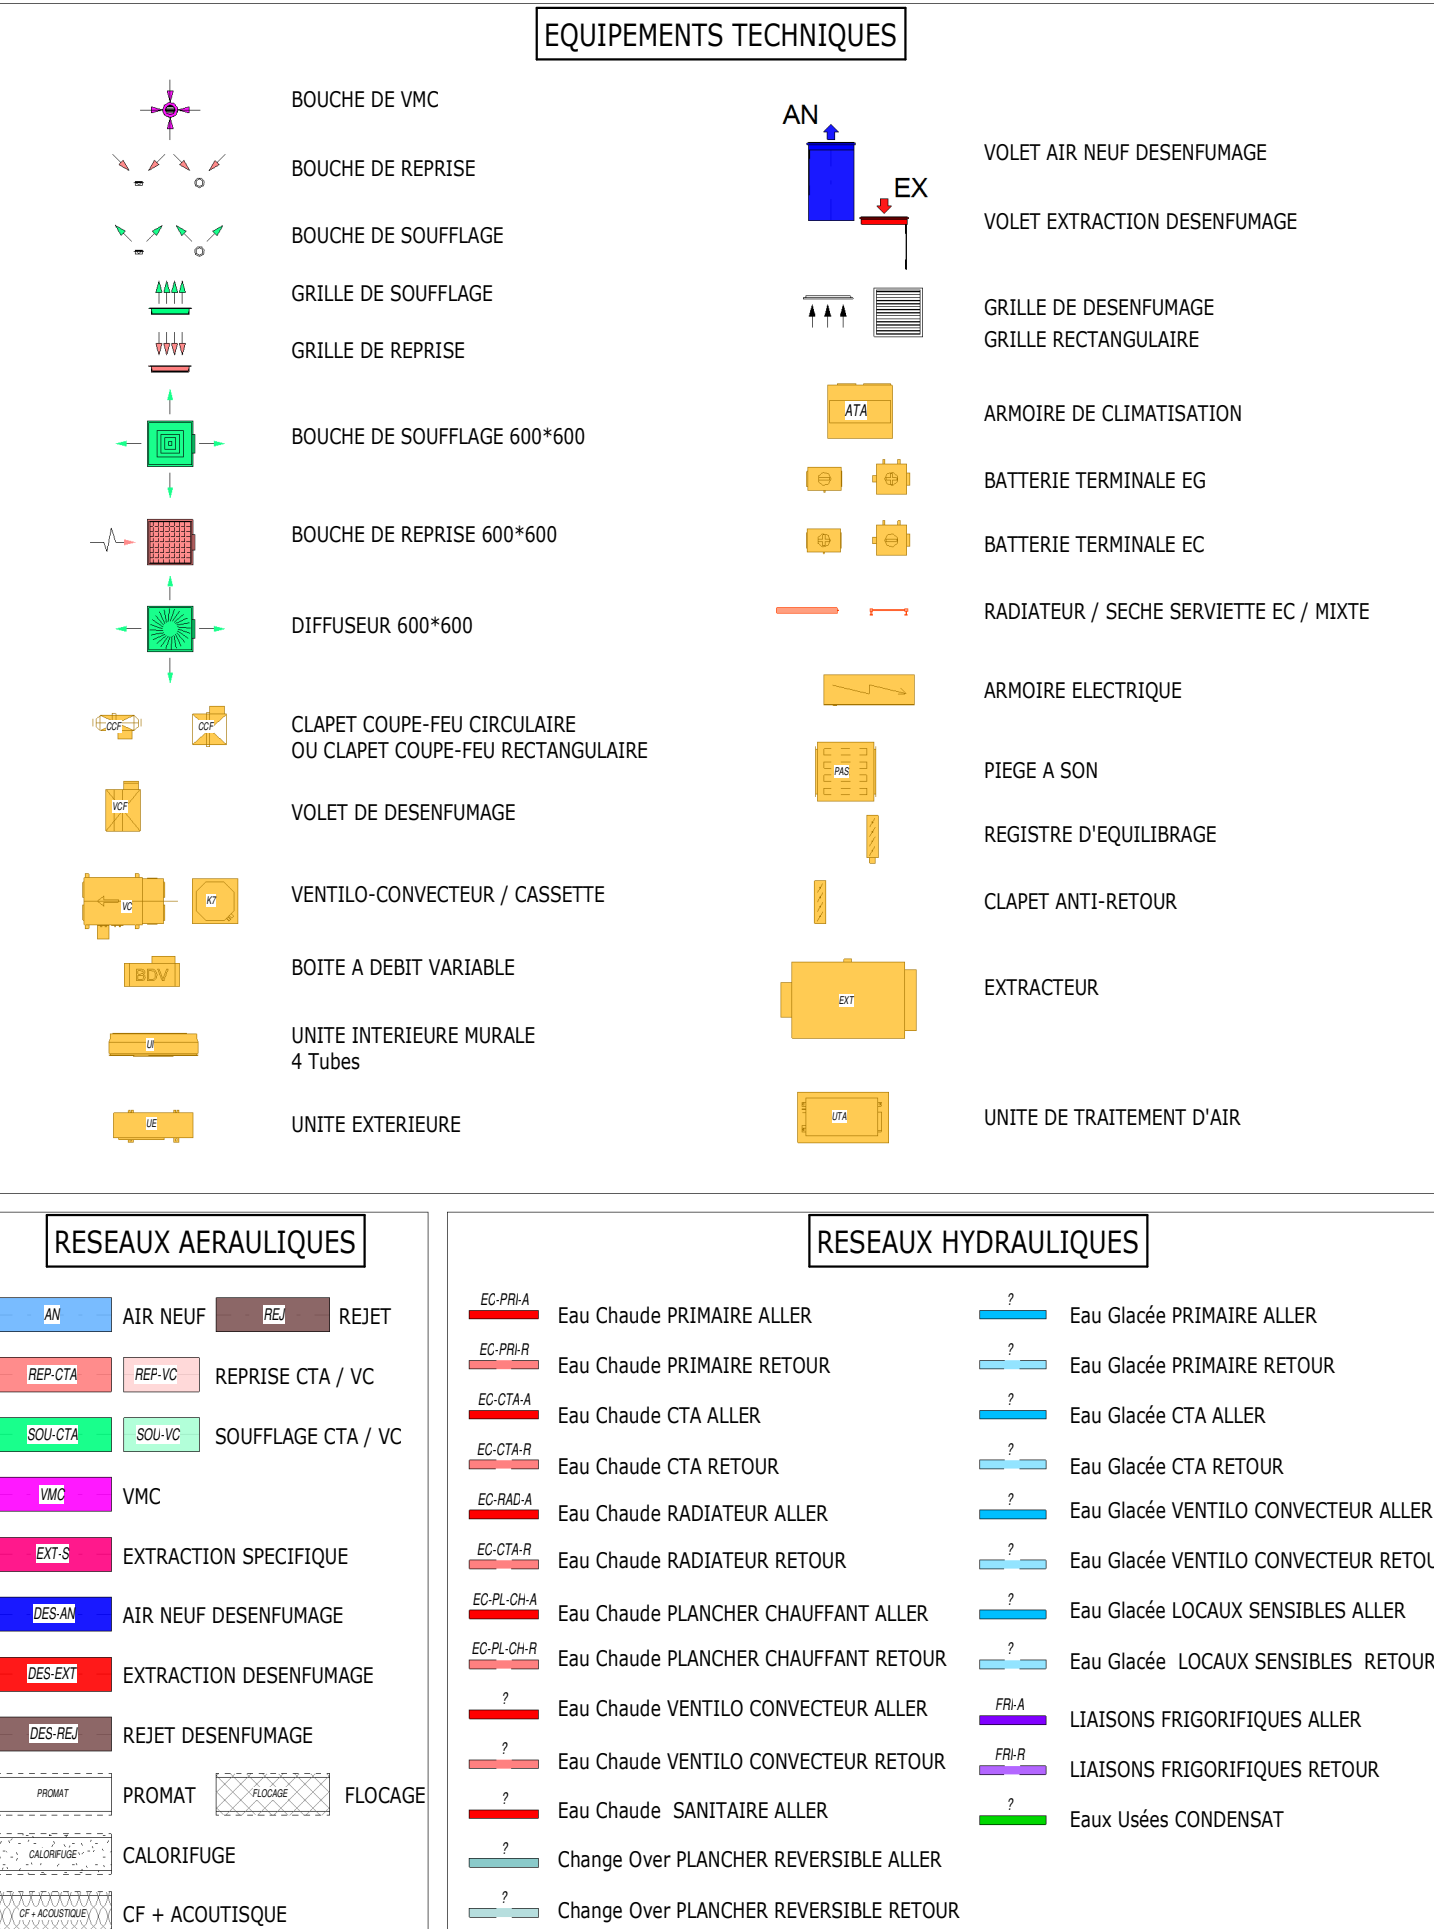 EQUIPEMENTS TECHNIQUES
BOUCHE DE VMC
BOUCHE DE REPRISE
BOUCHE DE SOUFFLAGE
GRILLE DE SOUFFLAGE
GRILLE DE REPRISE
BOUCHE DE SOUFFLAGE 600*600
BOUCHE DE REPRISE 600*600
DIFFUSEUR 600*600
CCF CCF CLAPET COUPE-FEU CIRCULAIRE
OU CLAPET COUPE-FEU RECTANGULAIRE
VCF VOLET DE DESENFUMAGE
VC K7 VENTILO-CONVECTEUR / CASSETTE
BDV BOITE A DEBIT VARIABLE
UI UNITE INTERIEURE MURALE
4 Tubes
UE UNITE EXTERIEURE
AN
VOLET AIR NEUF DESENFUMAGE
EX
VOLET EXTRACTION DESENFUMAGE
GRILLE DE DESENFUMAGE
GRILLE RECTANGULAIRE
ATA ARMOIRE DE CLIMATISATION
BATTERIE TERMINALE EG
BATTERIE TERMINALE EC
RADIATEUR / SECHE SERVIETTE EC / MIXTE
ARMOIRE ELECTRIQUE
PAS PIEGE A SON
REGISTRE D'EQUILIBRAGE
CLAPET ANTI-RETOUR
EXT EXTRACTEUR
UTA UNITE DE TRAITEMENT D'AIR
RESEAUX AERAULIQUES
AN AIR NEUF REJ REJET
REP-CTA REP-VC REPRISE CTA / VC
SOU-CTA SOU-VC SOUFFLAGE CTA / VC
VMC VMC
EXT-S EXTRACTION SPECIFIQUE
DES-AN AIR NEUF DESENFUMAGE
DES-EXT EXTRACTION DESENFUMAGE
DES-REJ REJET DESENFUMAGE
PROMAT PROMAT FLOCAGE FLOCAGE
CALORIFUGE CALORIFUGE
CF + ACOUSTIQUE CF + ACOUTISQUE
RESEAUX HYDRAULIQUES
EC-PRI-A Eau Chaude PRIMAIRE ALLER
EC-PRI-R Eau Chaude PRIMAIRE RETOUR
EC-CTA-A Eau Chaude CTA ALLER
EC-CTA-R Eau Chaude CTA RETOUR
EC-RAD-A Eau Chaude RADIATEUR ALLER
EC-CTA-R Eau Chaude RADIATEUR RETOUR
EC-PL-CH-A Eau Chaude PLANCHER CHAUFFANT ALLER
EC-PL-CH-R Eau Chaude PLANCHER CHAUFFANT RETOUR
? Eau Chaude VENTILO CONVECTEUR ALLER
? Eau Chaude VENTILO CONVECTEUR RETOUR
? Eau Chaude SANITAIRE ALLER
? Change Over PLANCHER REVERSIBLE ALLER
? Change Over PLANCHER REVERSIBLE RETOUR
? Eau Glacée PRIMAIRE ALLER
? Eau Glacée PRIMAIRE RETOUR
? Eau Glacée CTA ALLER
? Eau Glacée CTA RETOUR
? Eau Glacée VENTILO CONVECTEUR ALLER
? Eau Glacée VENTILO CONVECTEUR RETOU
? Eau Glacée LOCAUX SENSIBLES ALLER
? Eau Glacée LOCAUX SENSIBLES RETOUR
FRI-A LIAISONS FRIGORIFIQUES ALLER
FRI-R LIAISONS FRIGORIFIQUES RETOUR
? Eaux Usées CONDENSAT